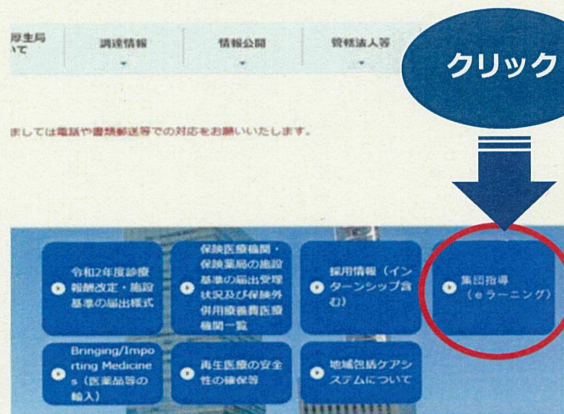 厚生局
いて
調達情報
情報公開
管轄法人等
クリック
ましては電話や書類郵送等での対応をお願いいたします。
令和2年度診療
報酬改定・施設
基準の届出様式
保険医療機関・
保険薬局の施設
基準の届出受理
状況及び保険外
併用療養費医療
機関一覧
採用情報（イン
ターンシップ含
む）
集団指導
（eラーニング）
Bringing/Impo
rting Medicine
s（医薬品等の
輸入）
再生医療の安全
性の確保等
地域包括ケアシ
ステムについて